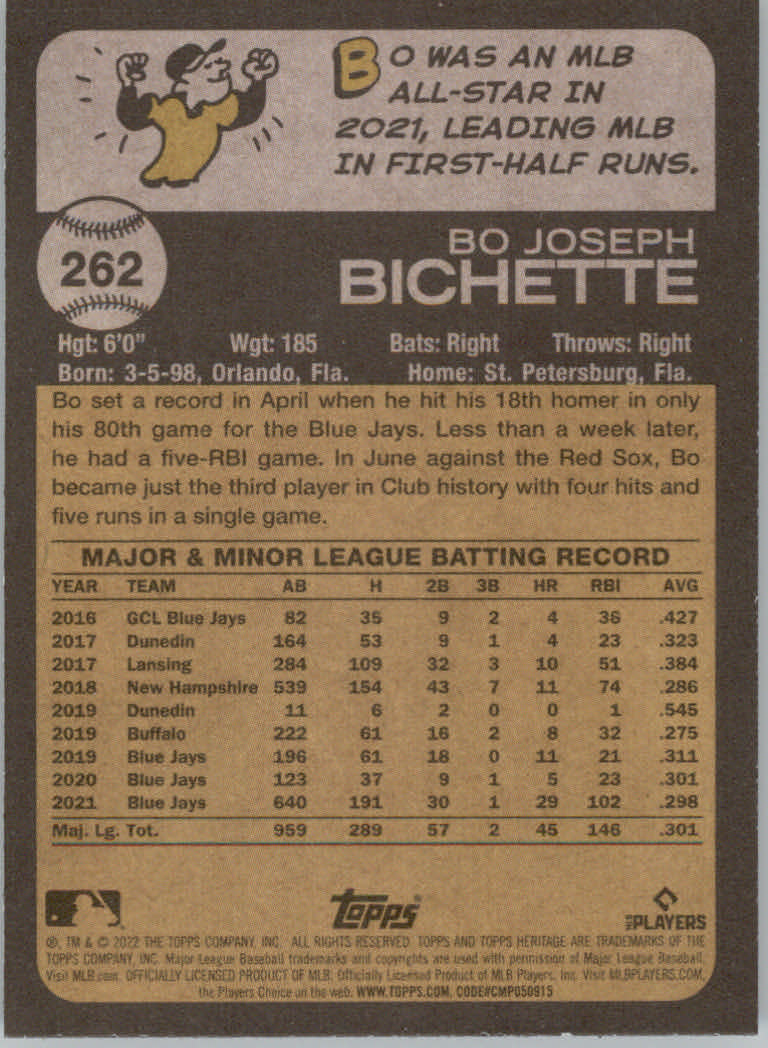 BO WAS AN MLB
ALL-STAR IN
2021, LEADING MLB
IN FIRST-HALF RUNS.
262
BO JOSEPH
BICHETTE
Hgt: 6'0" Wgt: 185 Bats: Right Throws: Right
Born: 3-5-98, Orlando, Fla. Home: St. Petersburg, Fla.
Bo set a record in April when he hit his 18th homer in only
his 80th game for the Blue Jays. Less than a week later,
he had a five-RBI game. In June against the Red Sox, Bo
became just the third player in Club history with four hits and
five runs in a single game.
MAJOR & MINOR LEAGUE BATTING RECORD
YEAR TEAM AB H 2B 3B HR RBI AVG
2016 GCL Blue Jays 82 35 9 2 4 36 .427
2017 Dunedin 164 53 9 1 4 23 .323
2017 Lansing 284 109 32 3 10 51 .384
2018 New Hampshire 539 154 43 7 11 74 .286
2019 Dunedin 11 6 2 0 0 1 .545
2019 Buffalo 222 61 16 2 8 32 .275
2019 Blue Jays 196 61 18 0 11 21 .311
2020 Blue Jays 123 37 9 1 5 23 .301
2021 Blue Jays 640 191 30 1 29 102 .298
Maj. Lg. Tot. 959 289 57 2 45 146 .301
topps
MLB PLAYERS
®, TM & © 2022 THE TOPPS COMPANY, INC. ALL RIGHTS RESERVED. TOPPS AND TOPPS HERITAGE ARE TRADEMARKS OF THE
TOPPS COMPANY, INC. Major League Baseball trademarks and copyrights are used with permission of Major League Baseball.
Visit MLB.com. OFFICIALLY LICENSED PRODUCT OF MLB. Officially Licensed Product of MLB Players, Inc. Visit MLBPLAYERS.COM,
the Players Choice on the web. WWW.TOPPS.COM. CODE#CMP050915